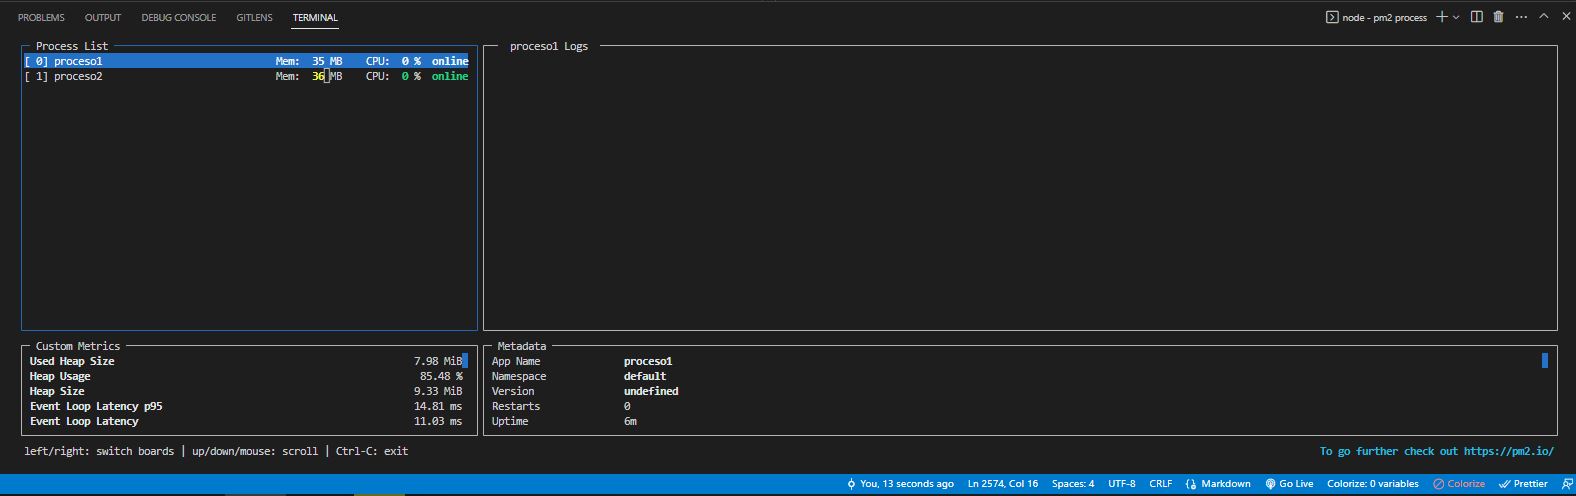 PROBLEMS OUTPUT DEBUG CONSOLE GITLENS TERMINAL node - pm2 process
Process List
[ 0] proceso1 Mem: 35 MB CPU: 0 % online
[ 1] proceso2 Mem: 36 MB CPU: 0 % online
proceso1 Logs
Custom Metrics
Used Heap Size 7.98 MiB
Heap Usage 85.48 %
Heap Size 9.33 MiB
Event Loop Latency p95 14.81 ms
Event Loop Latency 11.03 ms
Metadata
App Name proceso1
Namespace default
Version undefined
Restarts 0
Uptime 6m
left/right: switch boards | up/down/mouse: scroll | Ctrl-C: exit To go further check out https://pm2.io/
You, 13 seconds ago Ln 2574, Col 16 Spaces: 4 UTF-8 CRLF Markdown Go Live Colorize: 0 variables Colorize Prettier